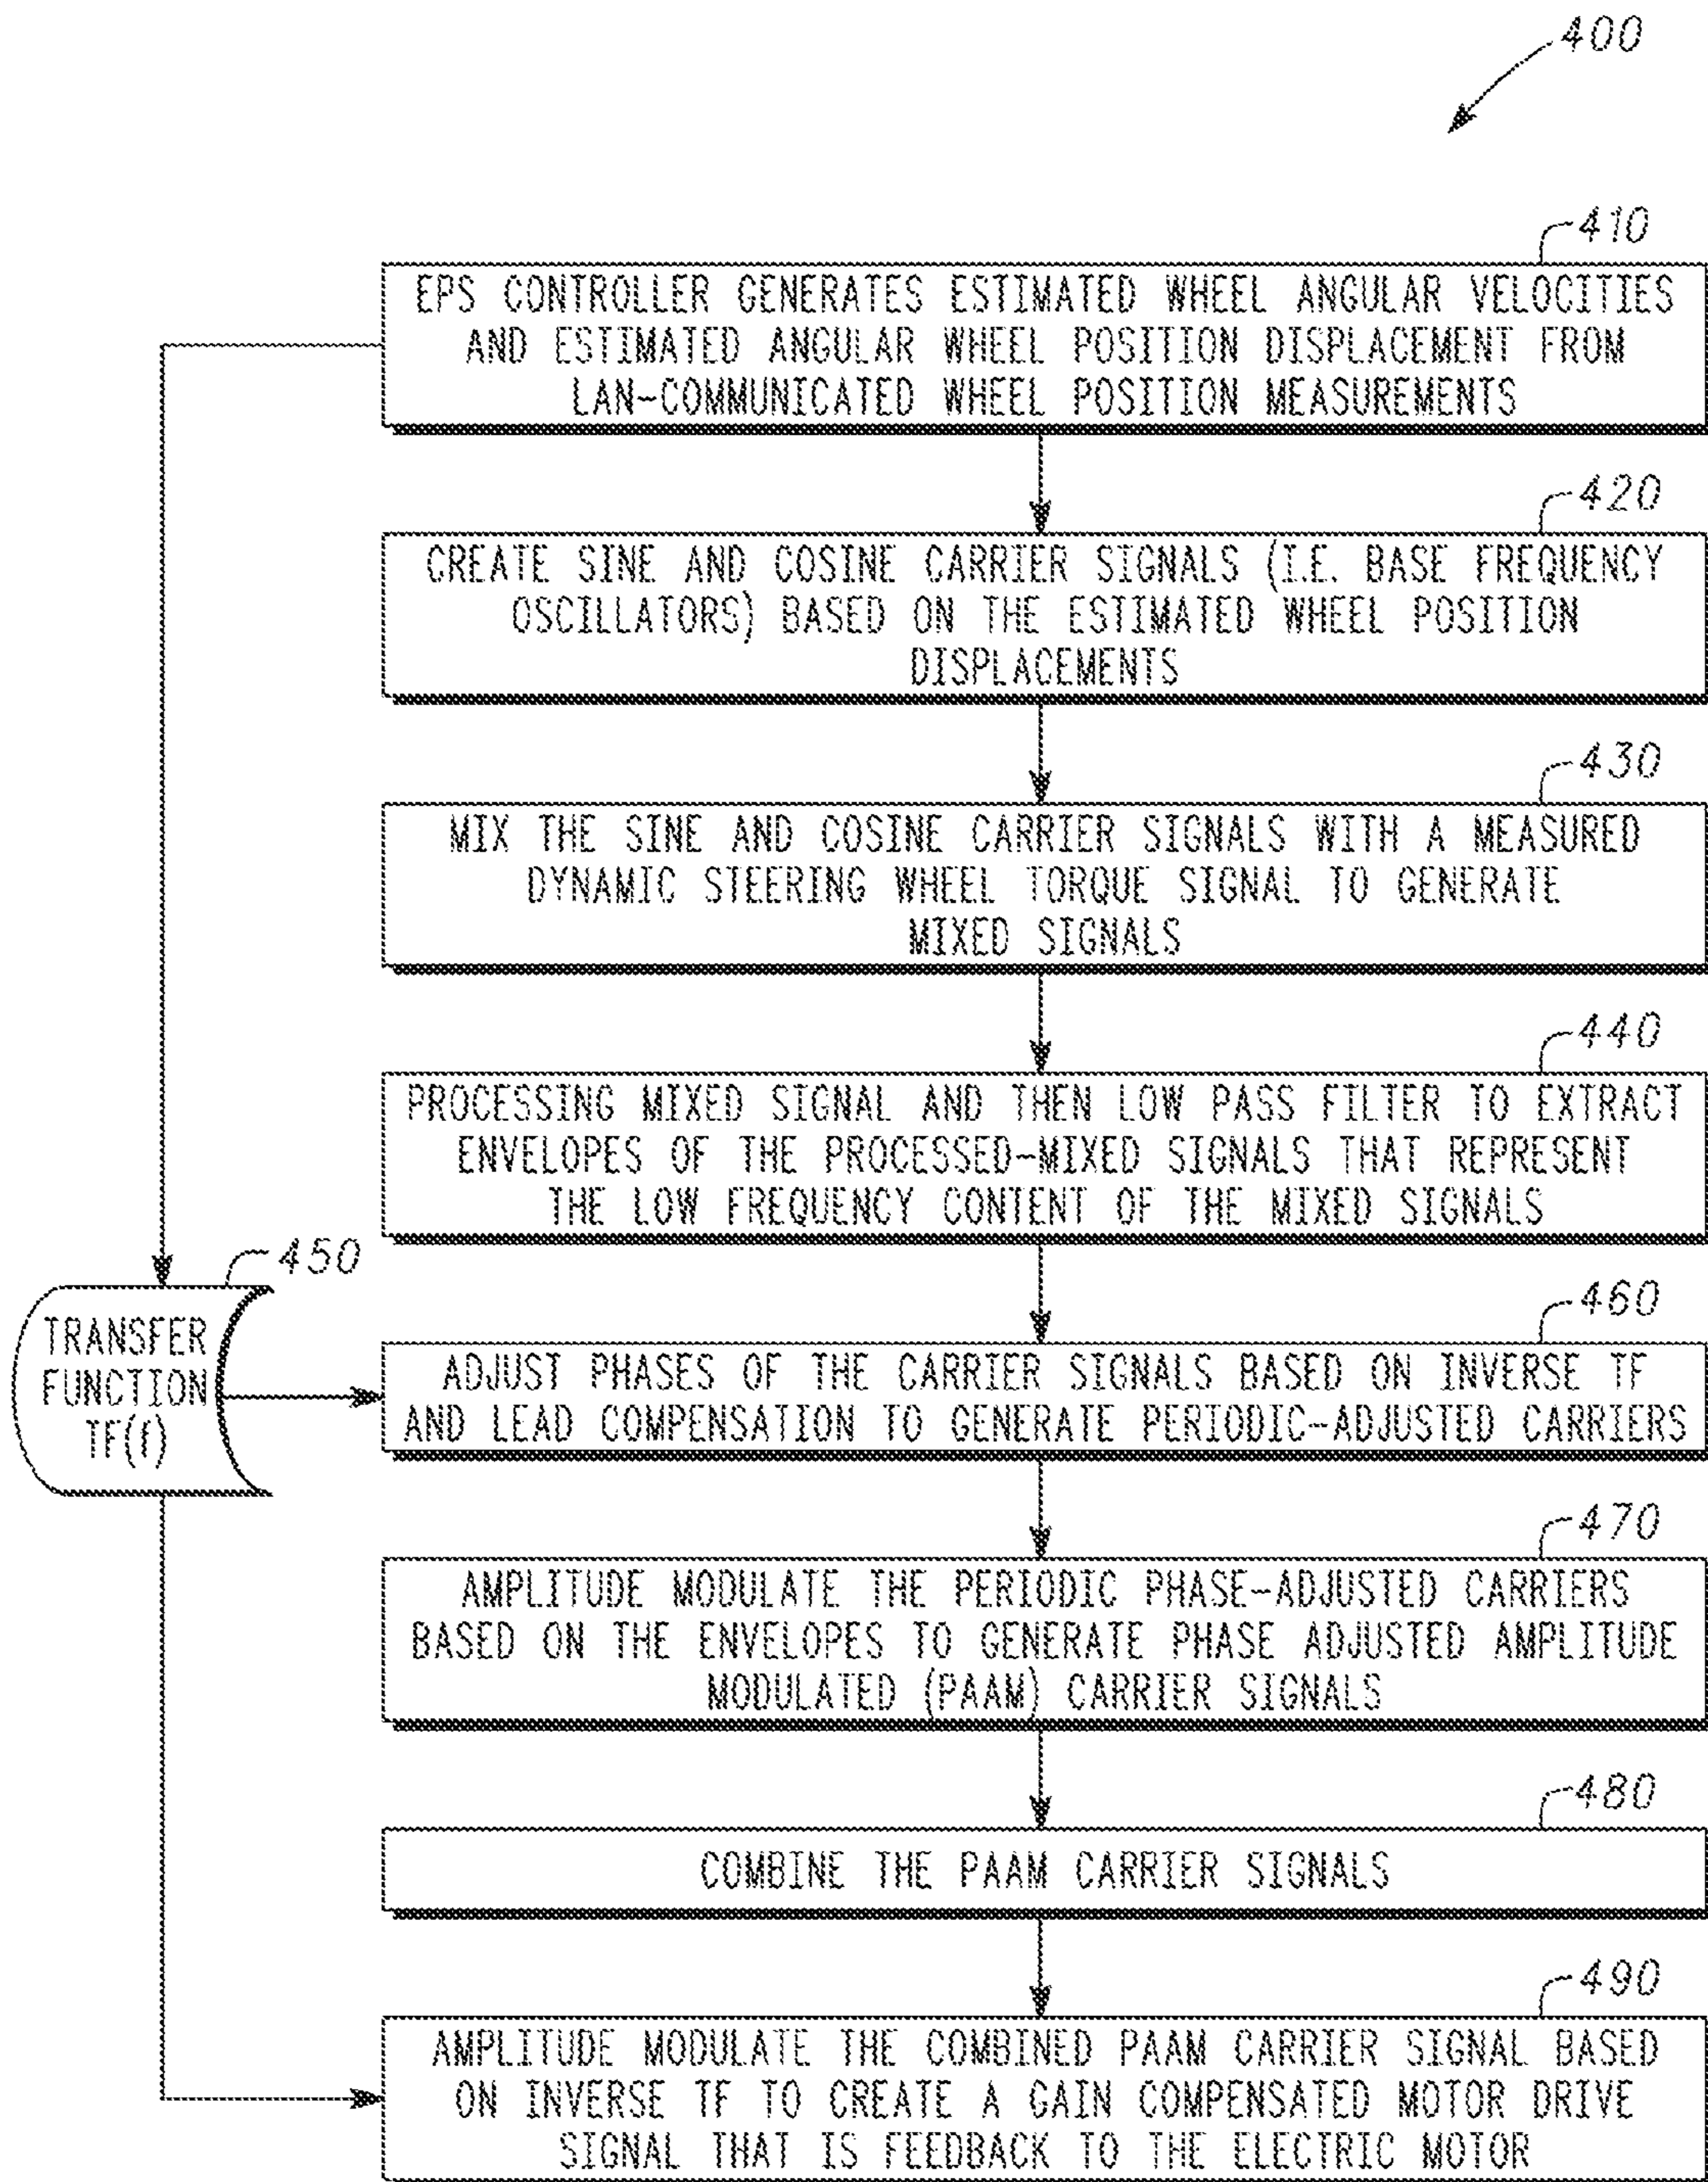 400
410
EPS CONTROLLER GENERATES ESTIMATED WHEEL ANGULAR VELOCITIES
AND ESTIMATED ANGULAR WHEEL POSITION DISPLACEMENT FROM
LAN-COMMUNICATED WHEEL POSITION MEASUREMENTS
420
CREATE SINE AND COSINE CARRIER SIGNALS (I.E. BASE FREQUENCY
OSCILLATORS) BASED ON THE ESTIMATED WHEEL POSITION
DISPLACEMENTS
430
MIX THE SINE AND COSINE CARRIER SIGNALS WITH A MEASURED
DYNAMIC STEERING WHEEL TORQUE SIGNAL TO GENERATE
MIXED SIGNALS
440
PROCESSING MIXED SIGNAL AND THEN LOW PASS FILTER TO EXTRACT
ENVELOPES OF THE PROCESSED-MIXED SIGNALS THAT REPRESENT
THE LOW FREQUENCY CONTENT OF THE MIXED SIGNALS
450
TRANSFER
FUNCTION
TF(f)
460
ADJUST PHASES OF THE CARRIER SIGNALS BASED ON INVERSE TF
AND LEAD COMPENSATION TO GENERATE PERIODIC-ADJUSTED CARRIERS
470
AMPLITUDE MODULATE THE PERIODIC PHASE-ADJUSTED CARRIERS
BASED ON THE ENVELOPES TO GENERATE PHASE ADJUSTED AMPLITUDE
MODULATED (PAAM) CARRIER SIGNALS
480
COMBINE THE PAAM CARRIER SIGNALS
490
AMPLITUDE MODULATE THE COMBINED PAAM CARRIER SIGNAL BASED
ON INVERSE TF TO CREATE A GAIN COMPENSATED MOTOR DRIVE
SIGNAL THAT IS FEEDBACK TO THE ELECTRIC MOTOR